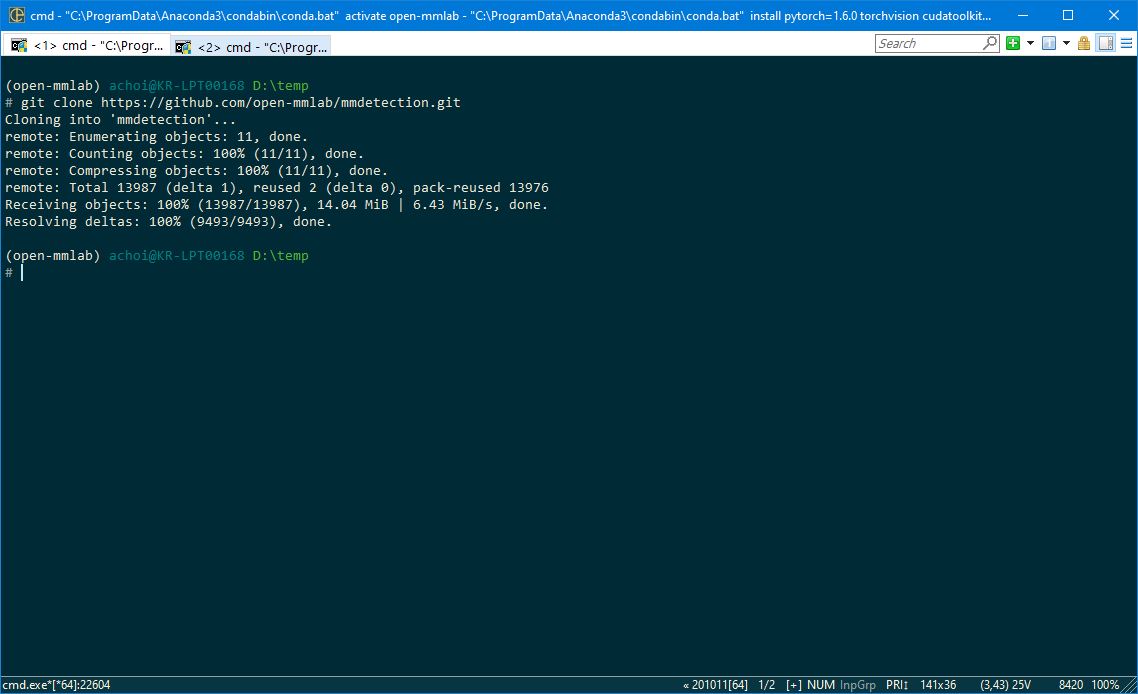 cmd - "C:\ProgramData\Anaconda3\condabin\conda.bat"  activate open-mmlab - "C:\ProgramData\Anaconda3\condabin\conda.bat"  install pytorch=1.6.0 torchvision cudatoolkit...
<1> cmd - "C:\Progr... <2> cmd - "C:\Progr... Search
(open-mmlab) achoi@KR-LPT00168 D:\temp
# git clone https://github.com/open-mmlab/mmdetection.git
Cloning into 'mmdetection'...
remote: Enumerating objects: 11, done.
remote: Counting objects: 100% (11/11), done.
remote: Compressing objects: 100% (11/11), done.
remote: Total 13987 (delta 1), reused 2 (delta 0), pack-reused 13976
Receiving objects: 100% (13987/13987), 14.04 MiB | 6.43 MiB/s, done.
Resolving deltas: 100% (9493/9493), done.
(open-mmlab) achoi@KR-LPT00168 D:\temp
#
cmd.exe*[*64]:22604 « 201011[64] 1/2 [+] NUM InpGrp PRI↕ 141x36 (3,43) 25V 8420 100%